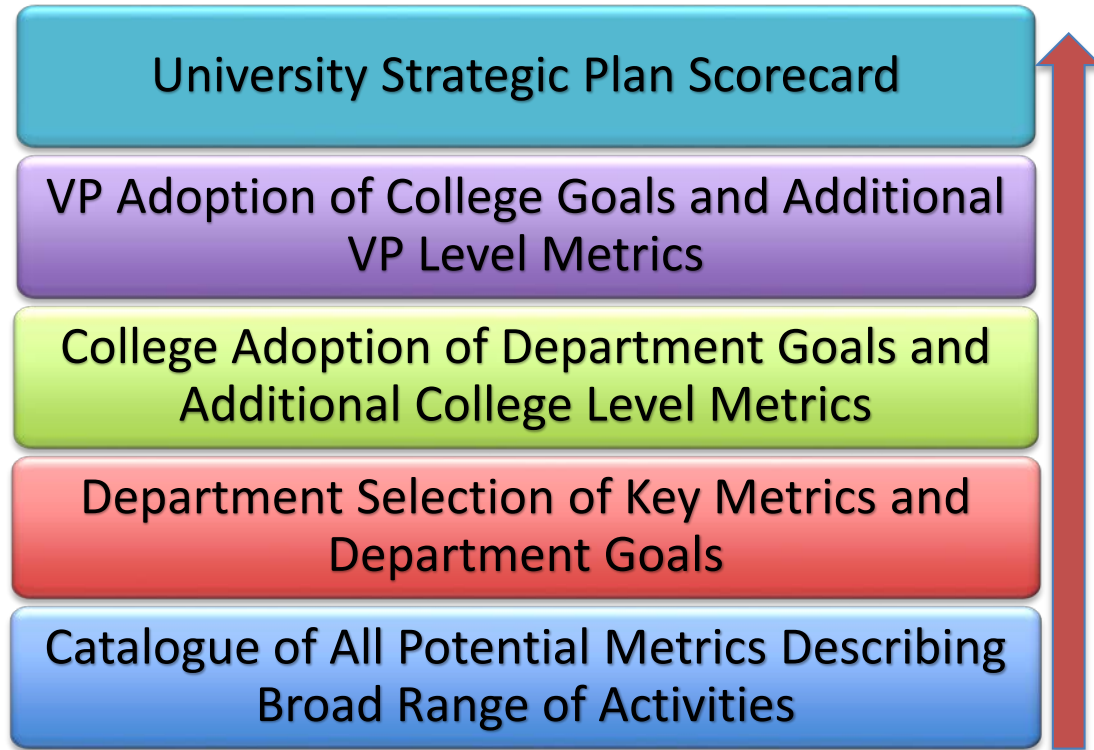 University Strategic Plan Scorecard
VP Adoption of College Goals and Additional
VP Level Metrics
College Adoption of Department Goals and
Additional College Level Metrics
Department Selection of Key Metrics and
Department Goals
Catalogue of All Potential Metrics Describing
Broad Range of Activities